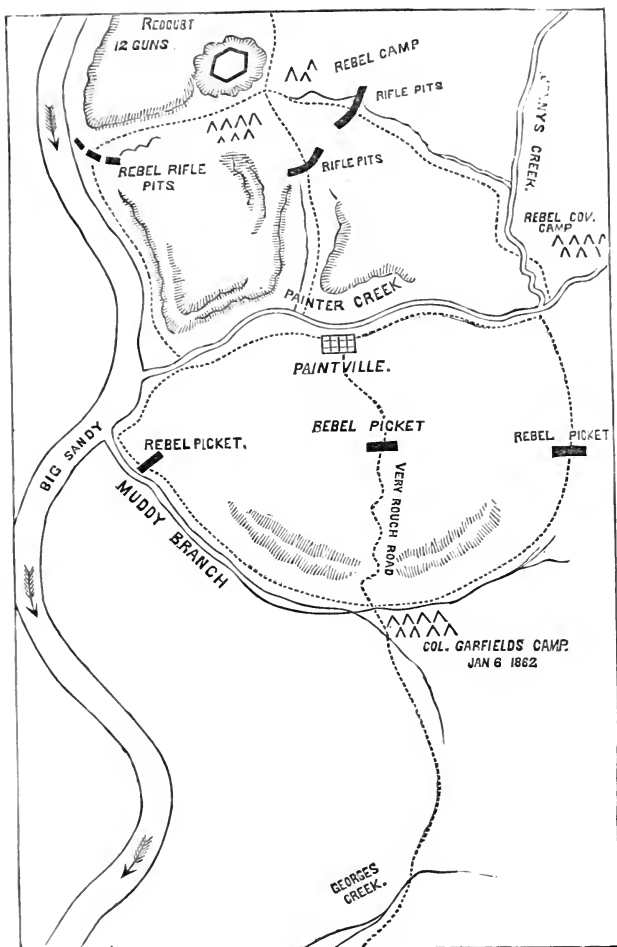 REDOUBT
12 GUNS.
REBEL CAMP
RIFLE PITS
REBEL RIFLE
PITS
RIFLE PITS
CREEK.
REBEL COV.
CAMP
PAINTER CREEK
PAINTVILLE.
BIG SANDY
REBEL PICKET.
REBEL PICKET
REBEL PICKET
MUDDY BRANCH
VERY ROUGH ROAD
COL. GARFIELDS CAMP.
JAN 6 1862
GEORGES
CREEK.